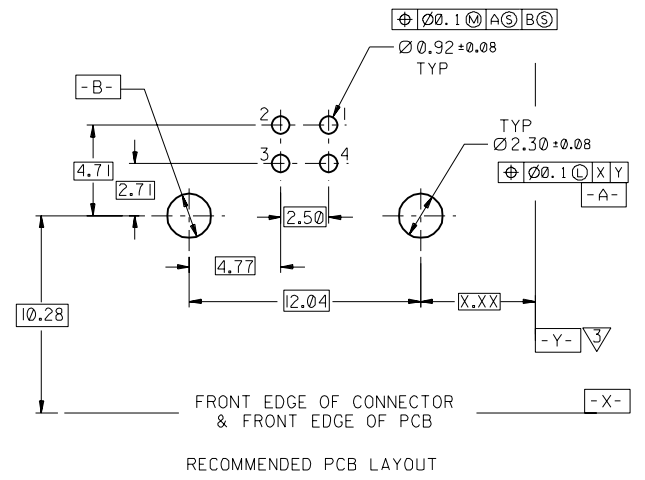 ⌖ Ø0.1 Ⓜ A Ⓢ B Ⓢ
Ø 0.92 ±0.08
TYP
-B-
2 1
3 4
TYP
Ø 2.30 ±0.08
⌖ Ø0.1 Ⓛ X Y
-A-
4.71
2.71
2.50
4.77
12.04
X.XX
10.28
-Y- 3
-X-
FRONT EDGE OF CONNECTOR
& FRONT EDGE OF PCB
RECOMMENDED PCB LAYOUT